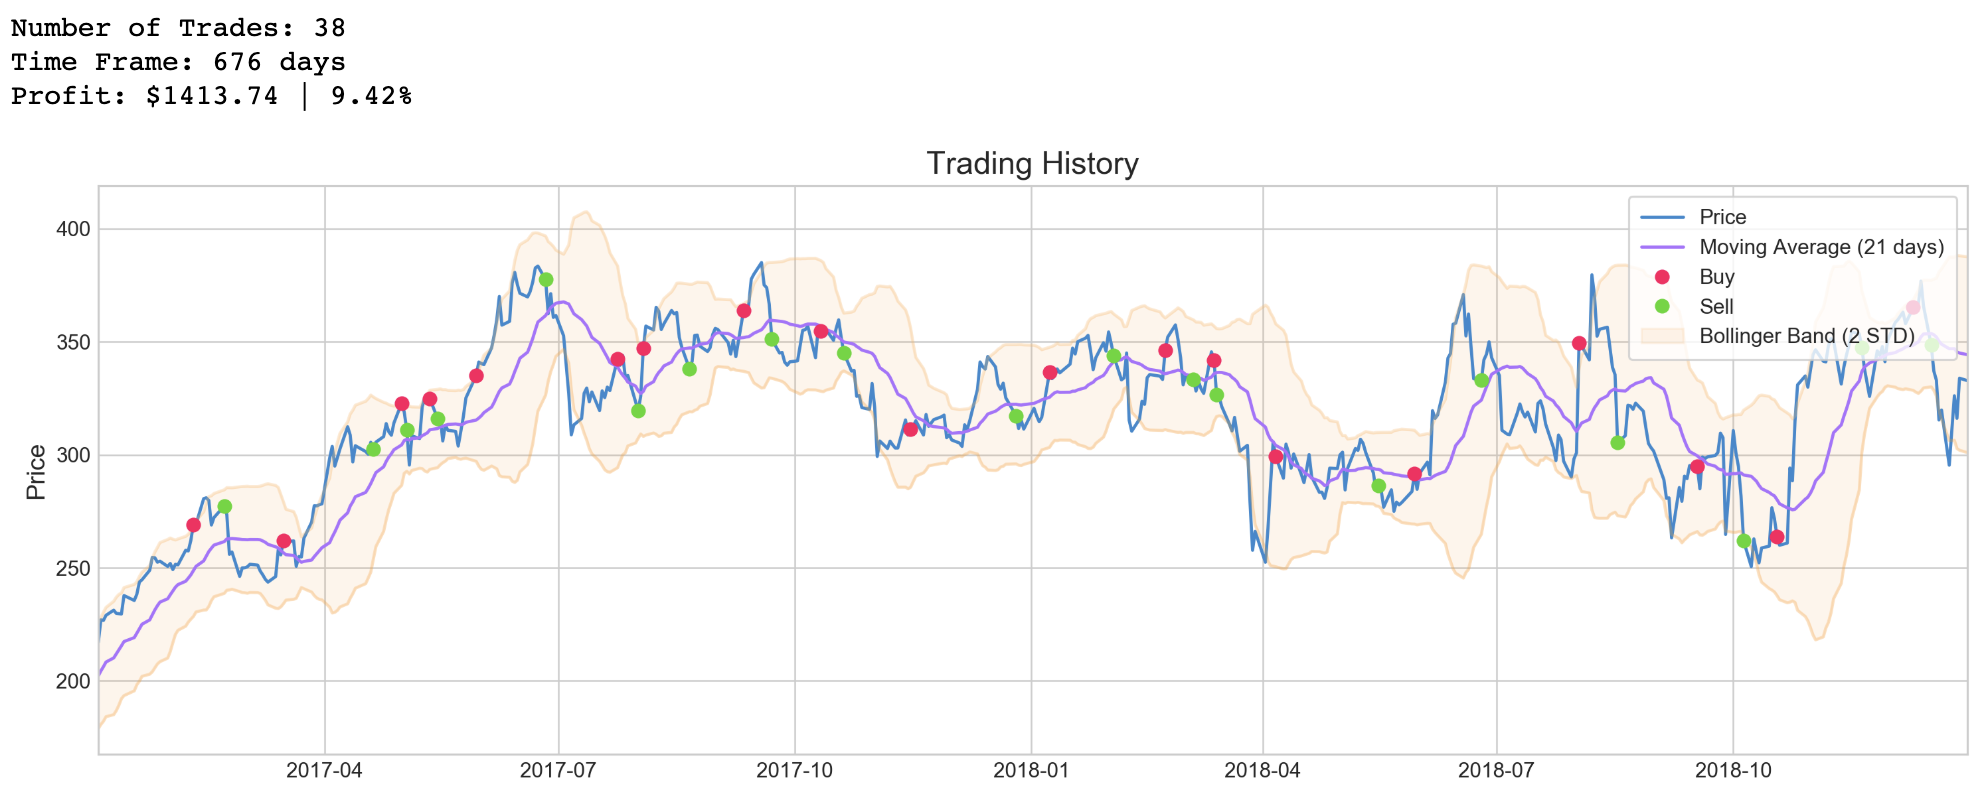 Number of Trades: 38
Time Frame: 676 days
Profit: $1413.74 | 9.42%
Trading History
Price
400
350
300
250
200
2017-04
2017-07
2017-10
2018-01
2018-04
2018-07
2018-10
Price
Moving Average (21 days)
Buy
Sell
Bollinger Band (2 STD)